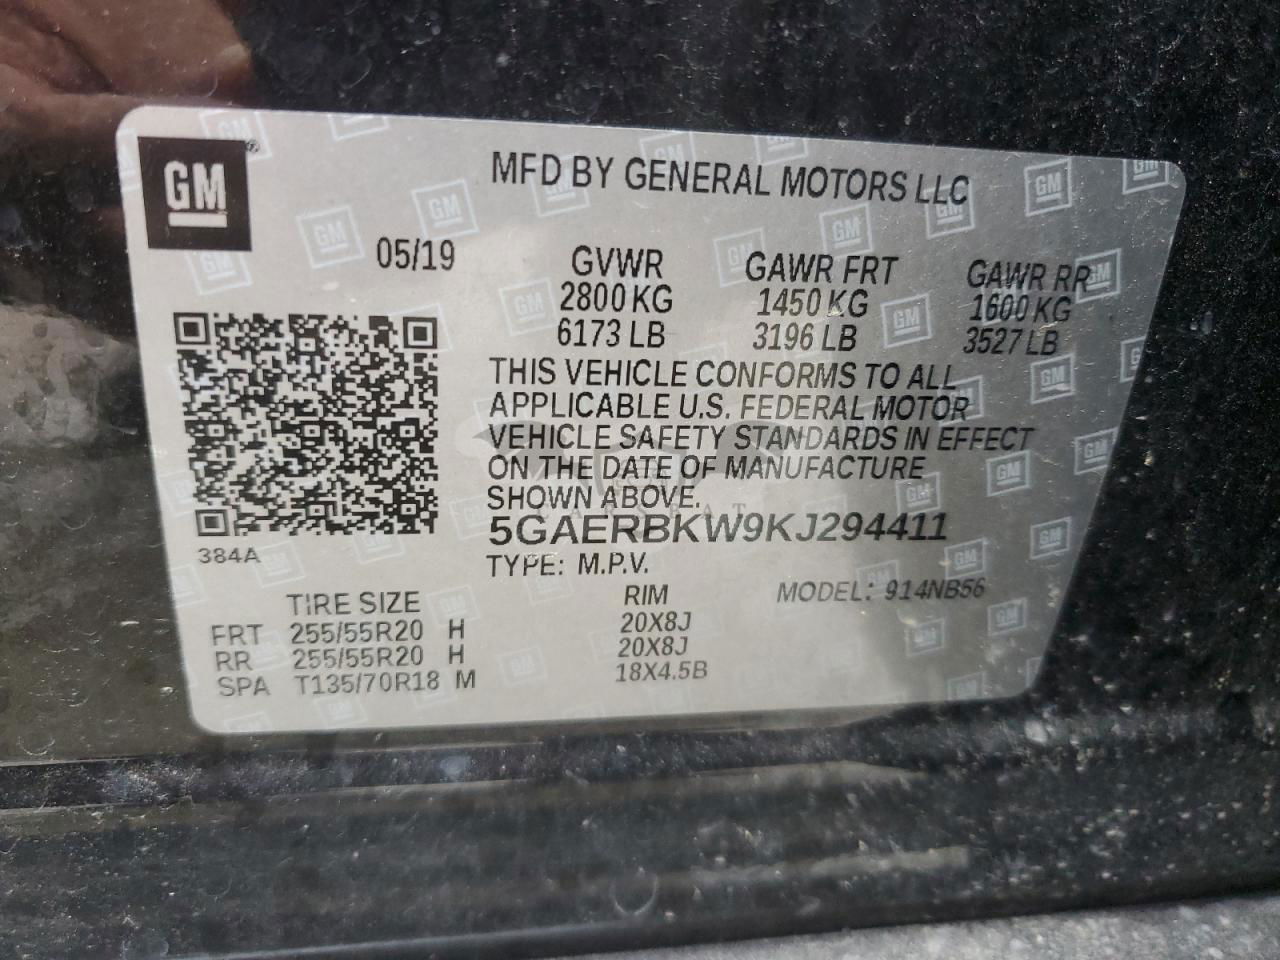 GM
MFD BY GENERAL MOTORS LLC
05/19
GVWR GAWR FRT GAWR RR
2800 KG 1450 KG 1600 KG
6173 LB 3196 LB 3527 LB
THIS VEHICLE CONFORMS TO ALL
APPLICABLE U.S. FEDERAL MOTOR
VEHICLE SAFETY STANDARDS IN EFFECT
ON THE DATE OF MANUFACTURE
SHOWN ABOVE.
CARSPAT
5GAERBKW9KJ294411
384A
TYPE: M.P.V.
TIRE SIZE RIM MODEL: 914NB56
FRT 255/55R20 H 20X8J
RR 255/55R20 H 20X8J
SPA T135/70R18 M 18X4.5B